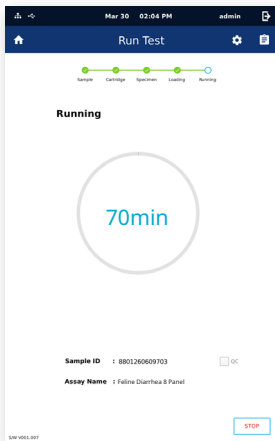 Mar 30 02:04 PM admin
Run Test
Sample Cartridge Specimen Loading Running
Running
70min
Sample ID : 8801260609703 QC
Assay Name : Feline Diarrhea 8 Panel
STOP
S/W V001.007